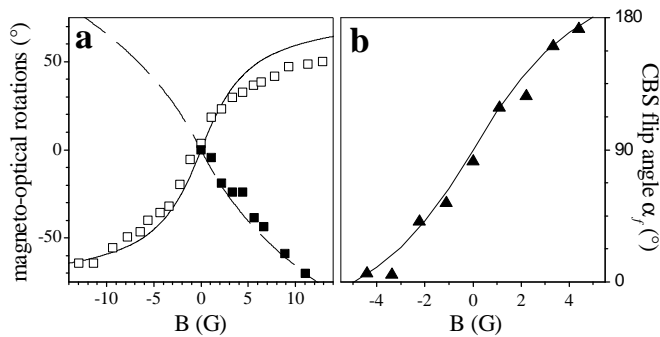 a
magneto-optical rotations (°)
50
0
-50
-10 -5 0 5 10
B (G)
b
180
90
0
CBS flip angle α_f (°)
-4 -2 0 2 4
B (G)